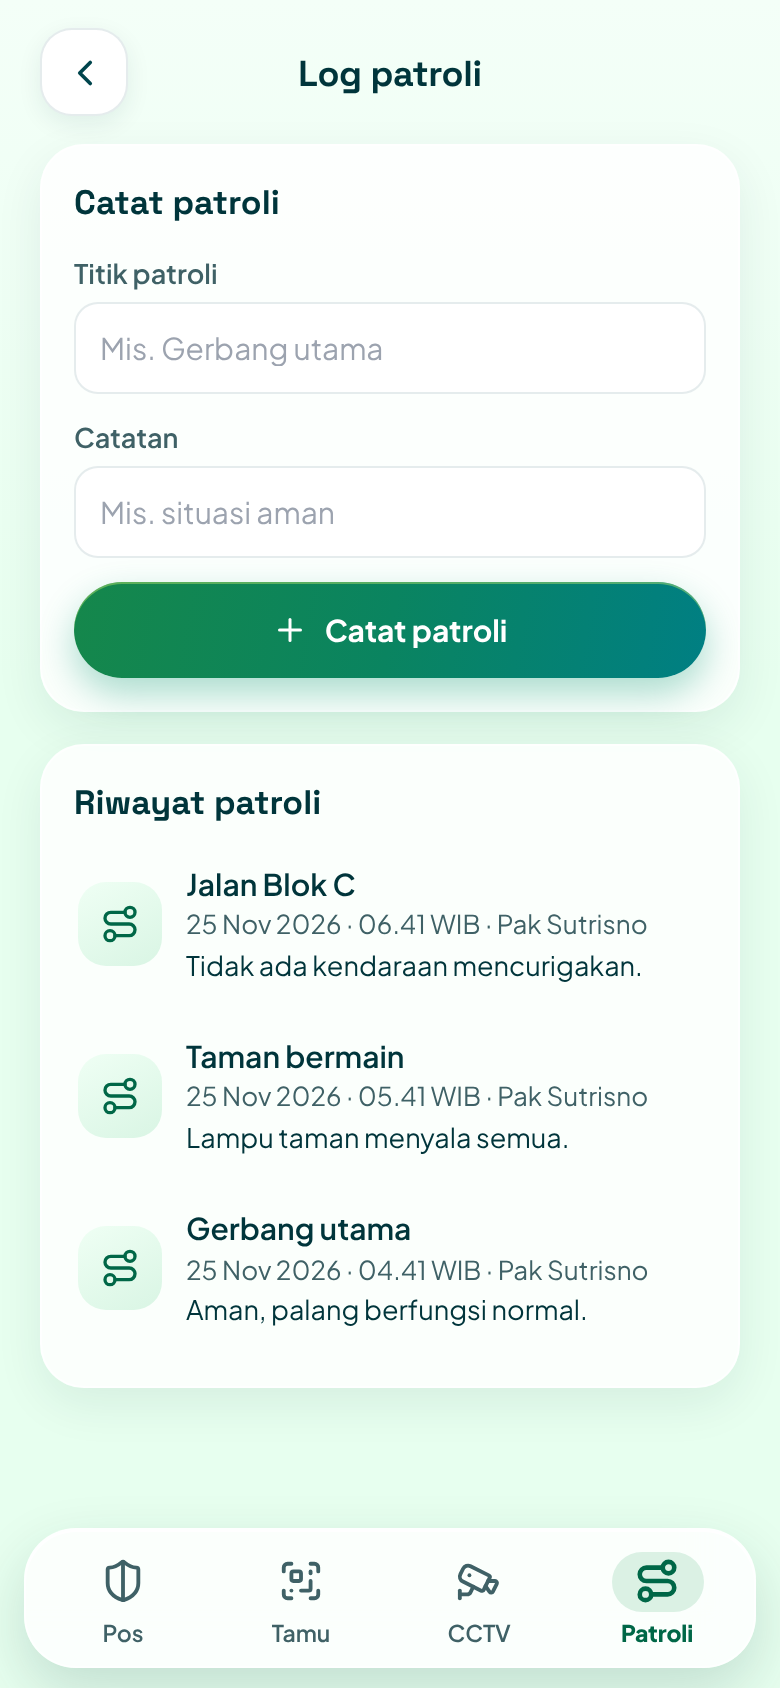 Log patroli
Catat patroli
Titik patroli
Mis. Gerbang utama
Catatan
Mis. situasi aman
Catat patroli
Riwayat patroli
Jalan Blok C
25 Nov 2026 · 06.41 WIB · Pak Sutrisno
Tidak ada kendaraan mencurigakan.
Taman bermain
25 Nov 2026 · 05.41 WIB · Pak Sutrisno
Lampu taman menyala semua.
Gerbang utama
25 Nov 2026 · 04.41 WIB · Pak Sutrisno
Aman, palang berfungsi normal.
Pos
Tamu
CCTV
Patroli